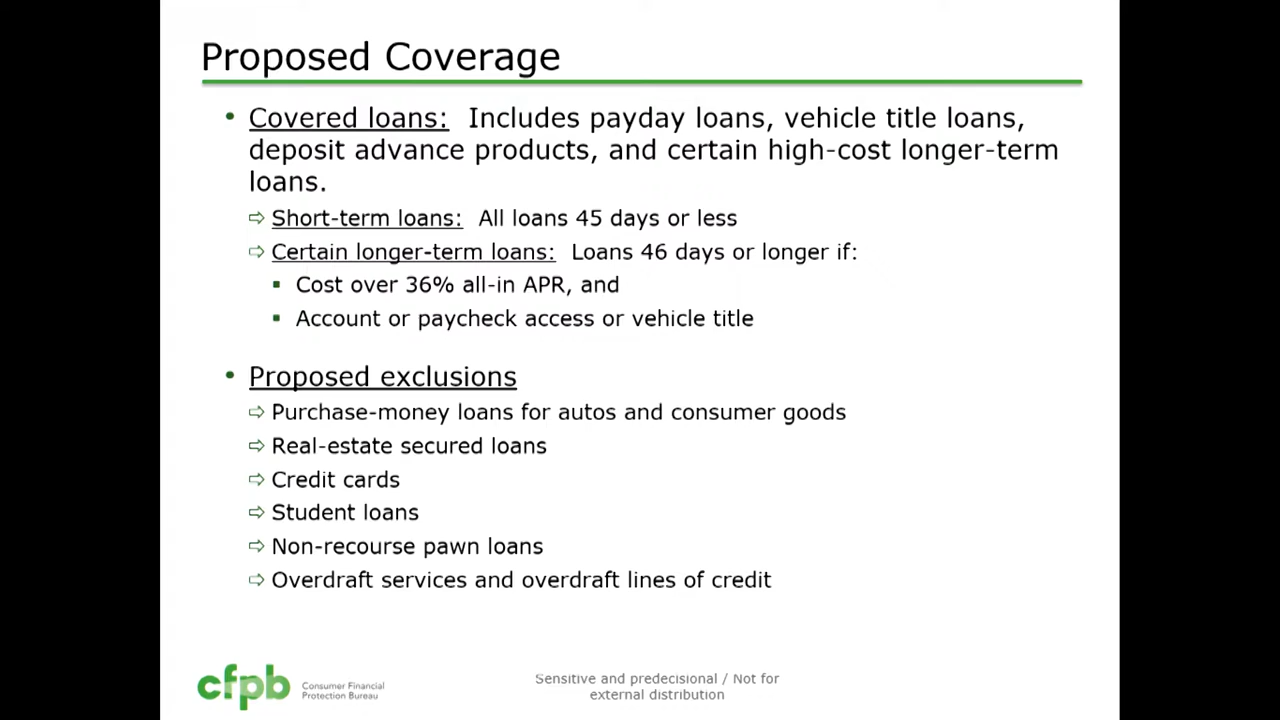 Proposed Coverage
• Covered loans: Includes payday loans, vehicle title loans,
deposit advance products, and certain high-cost longer-term
loans.
⇨ Short-term loans: All loans 45 days or less
⇨ Certain longer-term loans: Loans 46 days or longer if:
▪ Cost over 36% all-in APR, and
▪ Account or paycheck access or vehicle title
• Proposed exclusions
⇨ Purchase-money loans for autos and consumer goods
⇨ Real-estate secured loans
⇨ Credit cards
⇨ Student loans
⇨ Non-recourse pawn loans
⇨ Overdraft services and overdraft lines of credit
cfpb
Consumer Financial
Protection Bureau
Sensitive and predecisional / Not for
external distribution